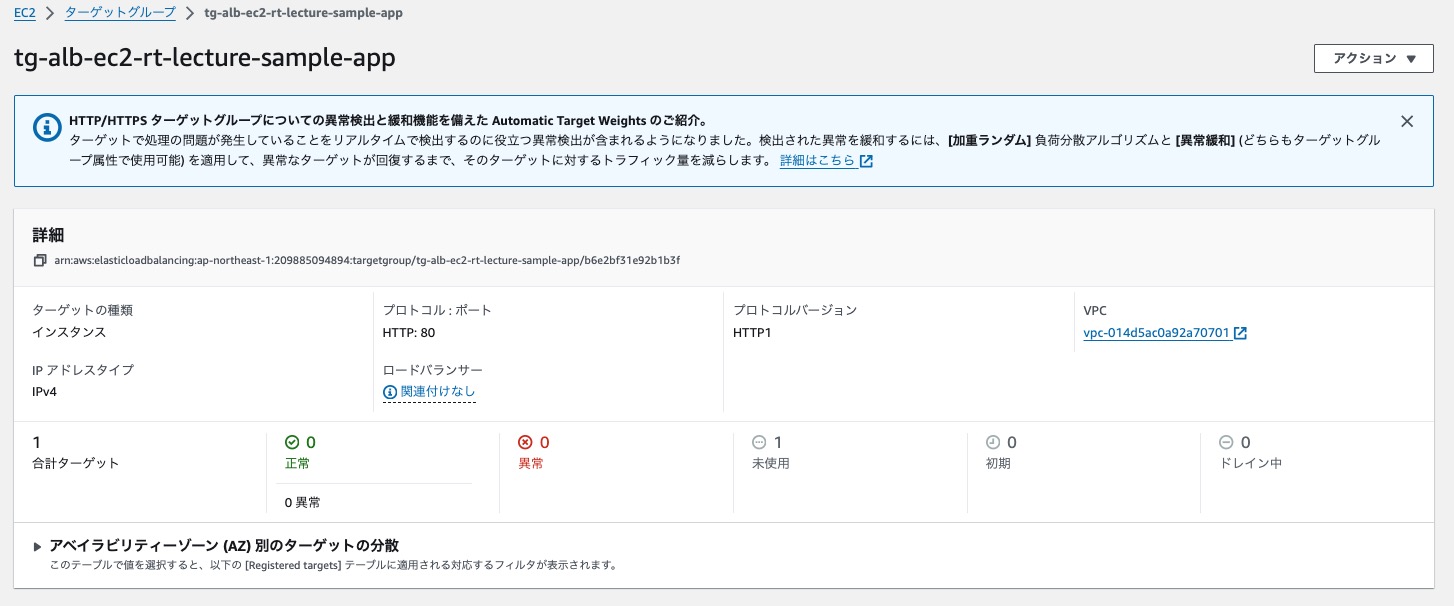 EC2 > ターゲットグループ > tg-alb-ec2-rt-lecture-sample-app
tg-alb-ec2-rt-lecture-sample-app
アクション ▼
HTTP/HTTPS ターゲットグループについての異常検出と緩和機能を備えた Automatic Target Weights のご紹介。
ターゲットで処理の問題が発生していることをリアルタイムで検出するのに役立つ異常検出が含まれるようになりました。検出された異常を緩和するには、[加重ランダム] 負荷分散アルゴリズムと [異常緩和] (どちらもターゲットグル
ープ属性で使用可能) を適用して、異常なターゲットが回復するまで、そのターゲットに対するトラフィック量を減らします。 詳細はこちら
詳細
arn:aws:elasticloadbalancing:ap-northeast-1:209885094894:targetgroup/tg-alb-ec2-rt-lecture-sample-app/b6e2bf31e92b1b3f
ターゲットの種類
インスタンス
プロトコル : ポート
HTTP: 80
プロトコルバージョン
HTTP1
VPC
vpc-014d5ac0a92a70701
IP アドレスタイプ
IPv4
ロードバランサー
関連付けなし
1
合計ターゲット
0
正常
0 異常
0
異常
1
未使用
0
初期
0
ドレイン中
アベイラビリティーゾーン (AZ) 別のターゲットの分散
このテーブルで値を選択すると、以下の [Registered targets] テーブルに適用される対応するフィルタが表示されます。